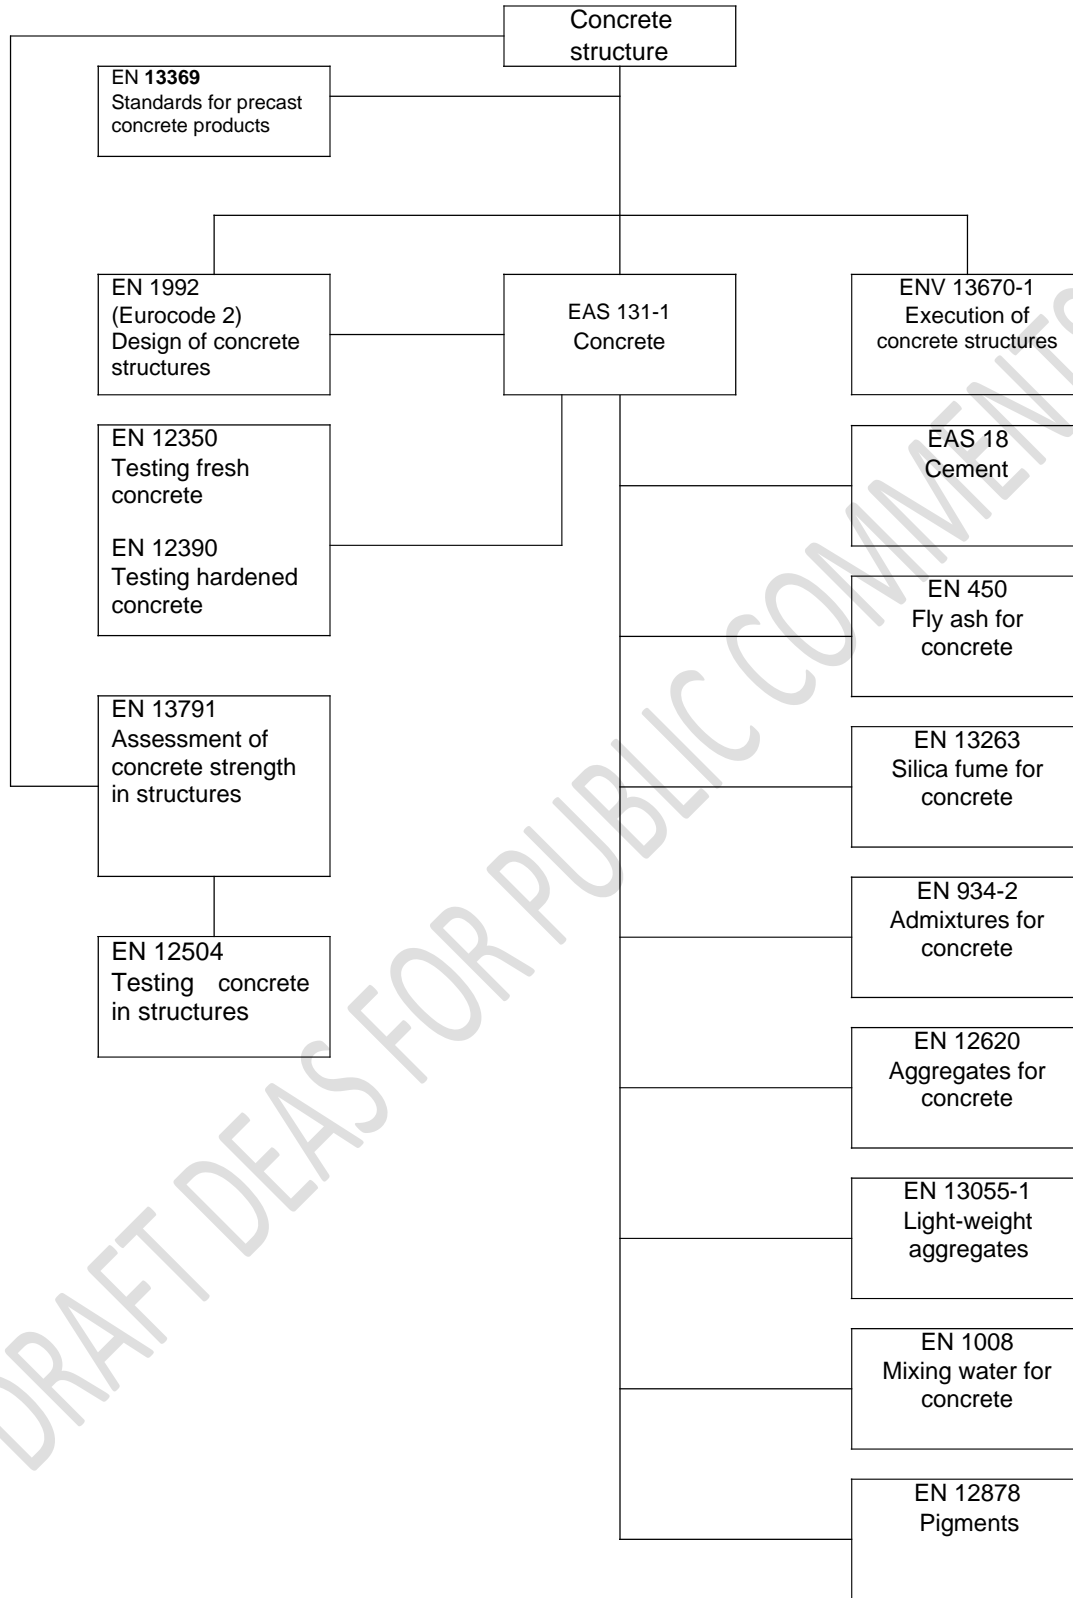 Concrete
structure
EN 13369
Standards for precast
concrete products
EN 1992
(Eurocode 2)
Design of concrete
structures
EAS 131-1
Concrete
ENV 13670-1
Execution of
concrete structures
EN 12350
Testing fresh
concrete
EN 12390
Testing hardened
concrete
EAS 18
Cement
EN 450
Fly ash for
concrete
EN 13791
Assessment of
concrete strength
in structures
EN 13263
Silica fume for
concrete
EN 12504
Testing concrete
in structures
EN 934-2
Admixtures for
concrete
EN 12620
Aggregates for
concrete
EN 13055-1
Light-weight
aggregates
EN 1008
Mixing water for
concrete
EN 12878
Pigments
DRAFT DEAS FOR PUBLIC COMMENTS